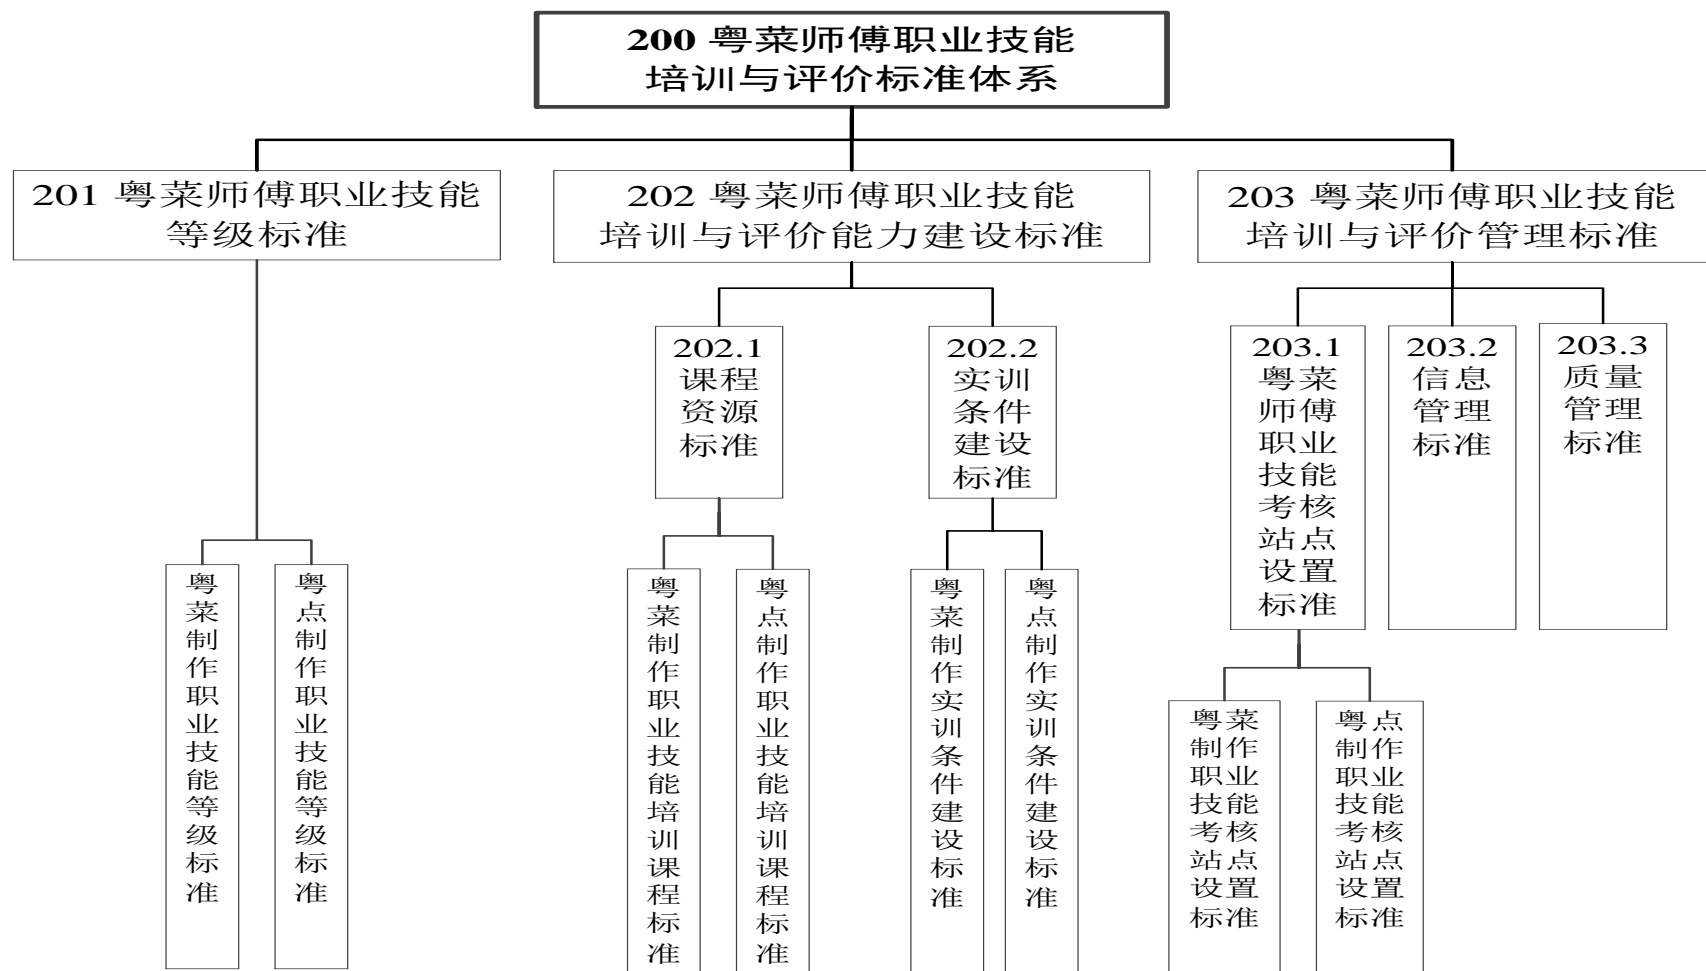 200 粤菜师傅职业技能
培训与评价标准体系
201 粤菜师傅职业技能
等级标准
202 粤菜师傅职业技能
培训与评价能力建设标准
203 粤菜师傅职业技能
培训与评价管理标准
202.1
课程
资源
标准
202.2
实训
条件
建设
标准
203.1
粤菜
师傅
职业
技能
考核
站点
设置
标准
203.2
信息
管理
标准
203.3
质量
管理
标准
粤菜制作职业技能等级标准
粤点制作职业技能等级标准
粤菜制作职业技能培训课程标准
粤点制作职业技能培训课程标准
粤菜制作实训条件建设标准
粤点制作实训条件建设标准
粤菜
制作
职业
技能
考核
站点
设置
标准
粤点
制作
职业
技能
考核
站点
设置
标准